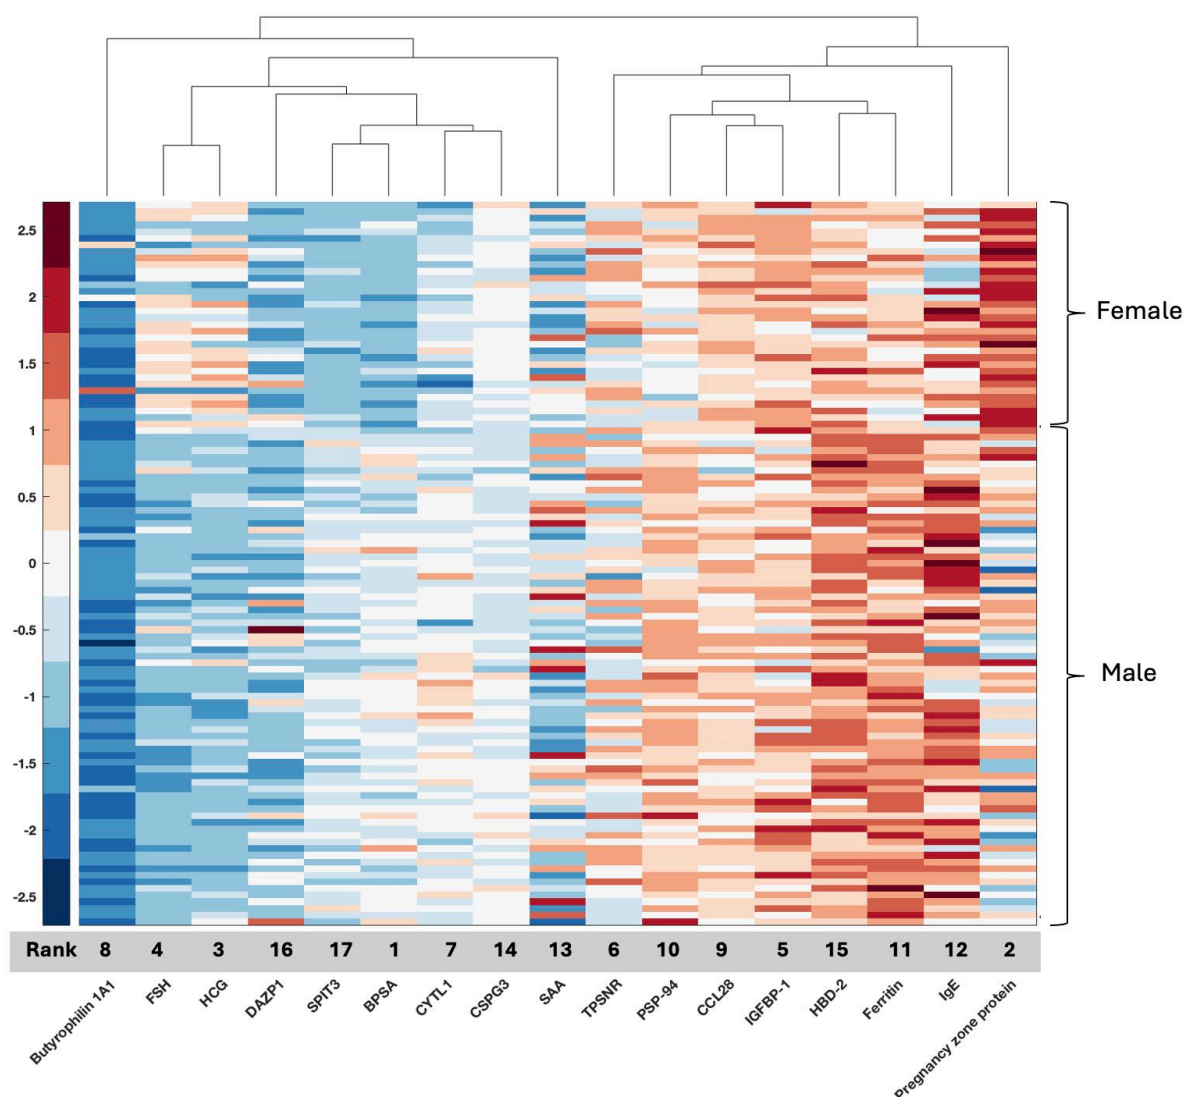 2.5
2
1.5
1
0.5
0
-0.5
-1
-1.5
-2
-2.5
Female
Male
Rank 8 4 3 16 17 1 7 14 13 6 10 9 5 15 11 12 2
Butyrophilin 1A1
FSH
HCG
DAZP1
SPIT3
BPSA
CYTL1
CSPG3
SAA
TPSNR
PSP-94
CCL28
IGFBP-1
HBD-2
Ferritin
IgE
Pregnancy zone protein